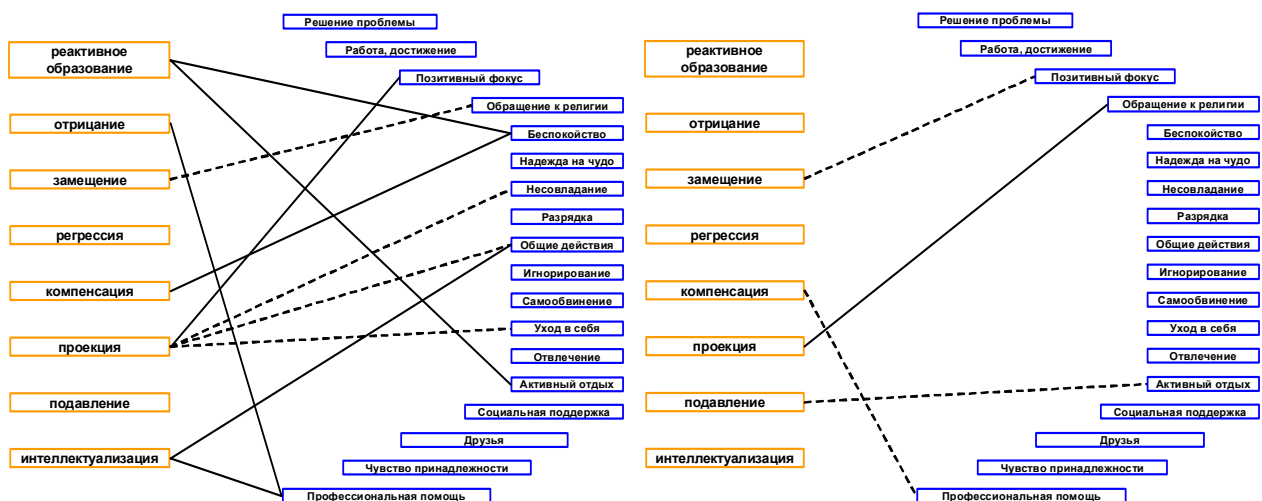 Решение проблемы
Работа, достижение
реактивное
образование
Позитивный фокус
Обращение к религии
отрицание
Беспокойство
Надежда на чудо
замещение
Несовладание
Разрядка
регрессия
Общие действия
Игнорирование
компенсация
Самообвинение
Уход в себя
проекция
Отвлечение
Активный отдых
подавление
Социальная поддержка
Друзья
интеллектуализация
Чувство принадлежности
Профессиональная помощь
Решение проблемы
Работа, достижение
реактивное
образование
Позитивный фокус
Обращение к религии
отрицание
Беспокойство
Надежда на чудо
замещение
Несовладание
Разрядка
регрессия
Общие действия
Игнорирование
компенсация
Самообвинение
Уход в себя
проекция
Отвлечение
Активный отдых
подавление
Социальная поддержка
Друзья
интеллектуализация
Чувство принадлежности
Профессиональная помощь